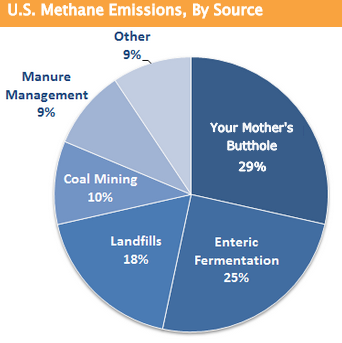 U.S. Methane Emissions, By Source
Other
9%
Your Mother's
Butthole
29%
Enteric
Fermentation
25%
Landfills
18%
Coal Mining
10%
Manure
Management
9%